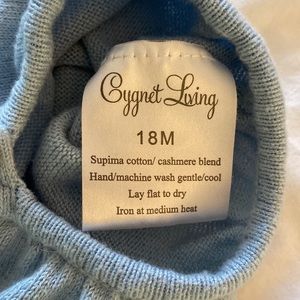 Cygnet Living
18M
Supima cotton/ cashmere blend
Hand/machine wash gentle/cool
Lay flat to dry
Iron at medium heat